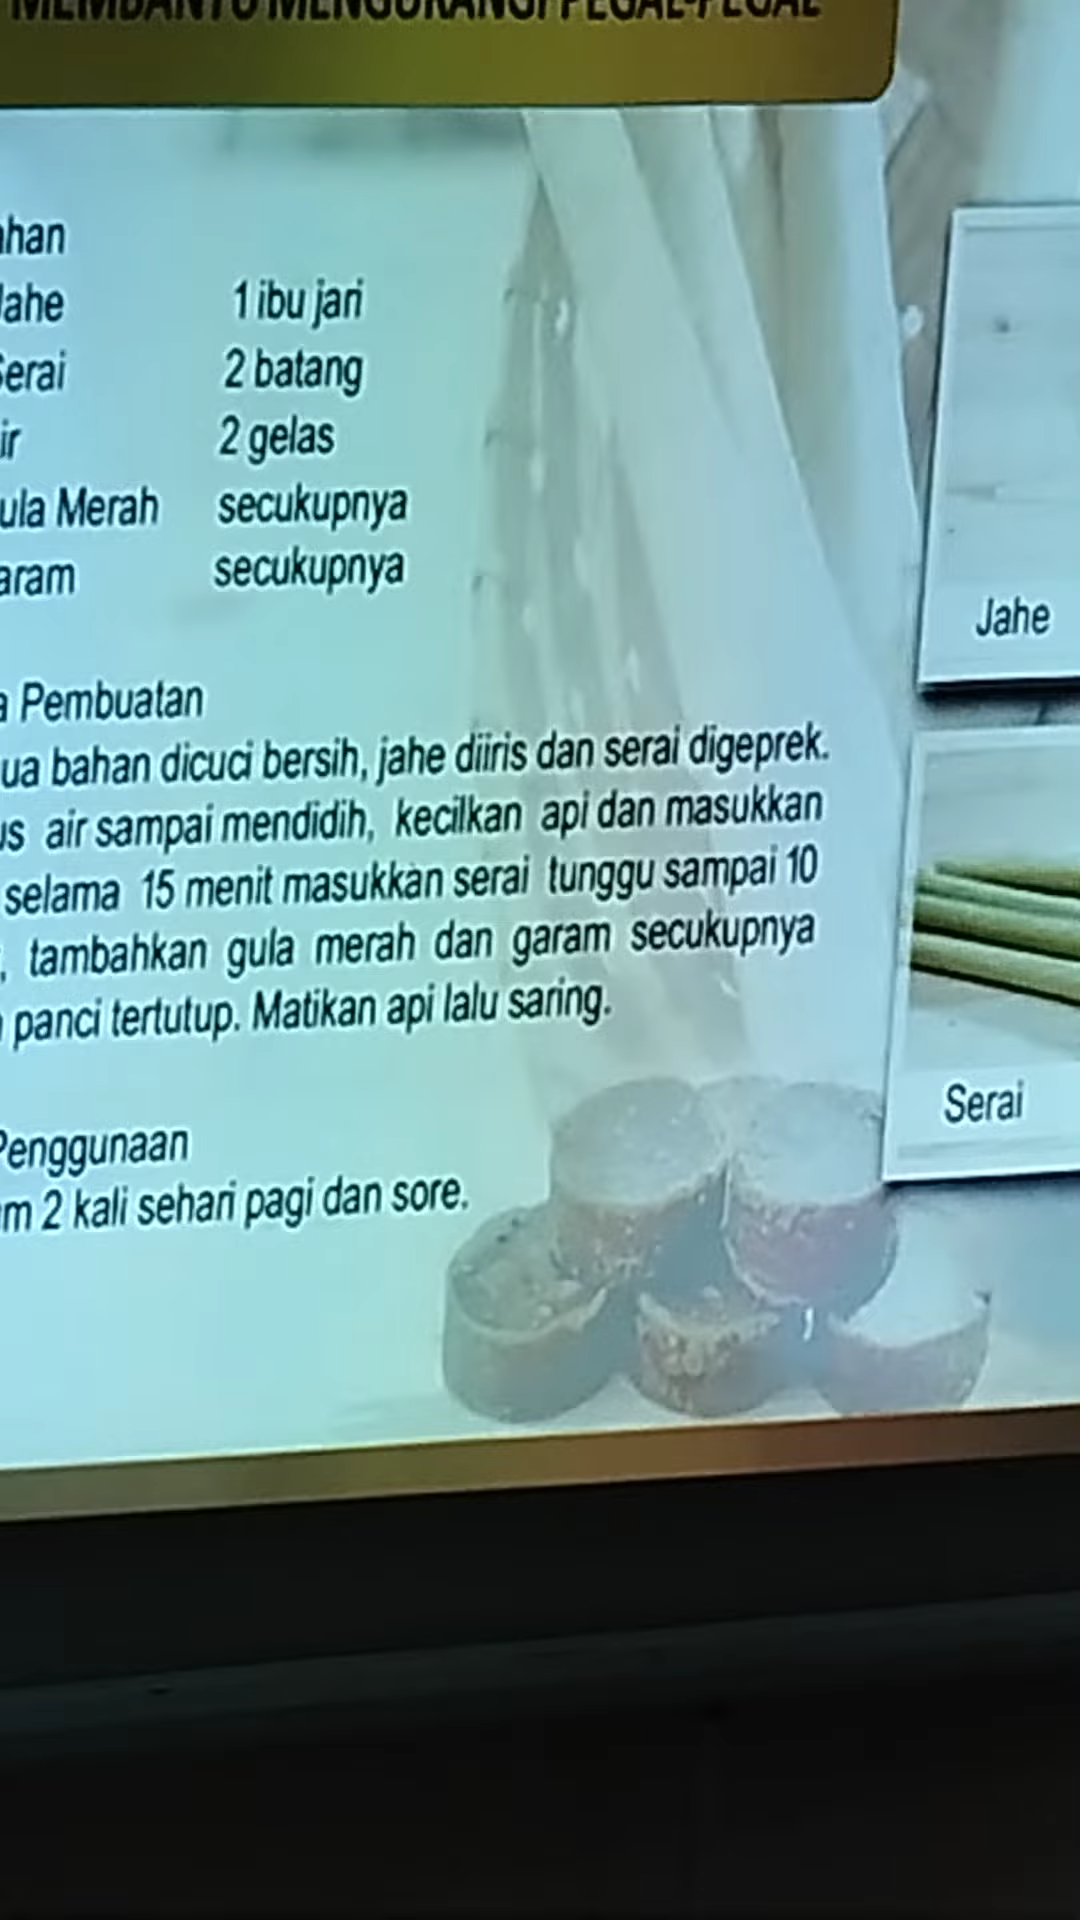 MEMBANTU MENGURANGI PEGAL-PEGAL
ahan
Jahe 1 ibu jari
Serai 2 batang
ir 2 gelas
ula Merah secukupnya
aram secukupnya
a Pembuatan
ua bahan dicuci bersih, jahe diiris dan serai digeprek.
us air sampai mendidih, kecilkan api dan masukkan
selama 15 menit masukkan serai tunggu sampai 10
, tambahkan gula merah dan garam secukupnya
panci tertutup. Matikan api lalu saring.
Penggunaan
m 2 kali sehari pagi dan sore.
Jahe
Serai